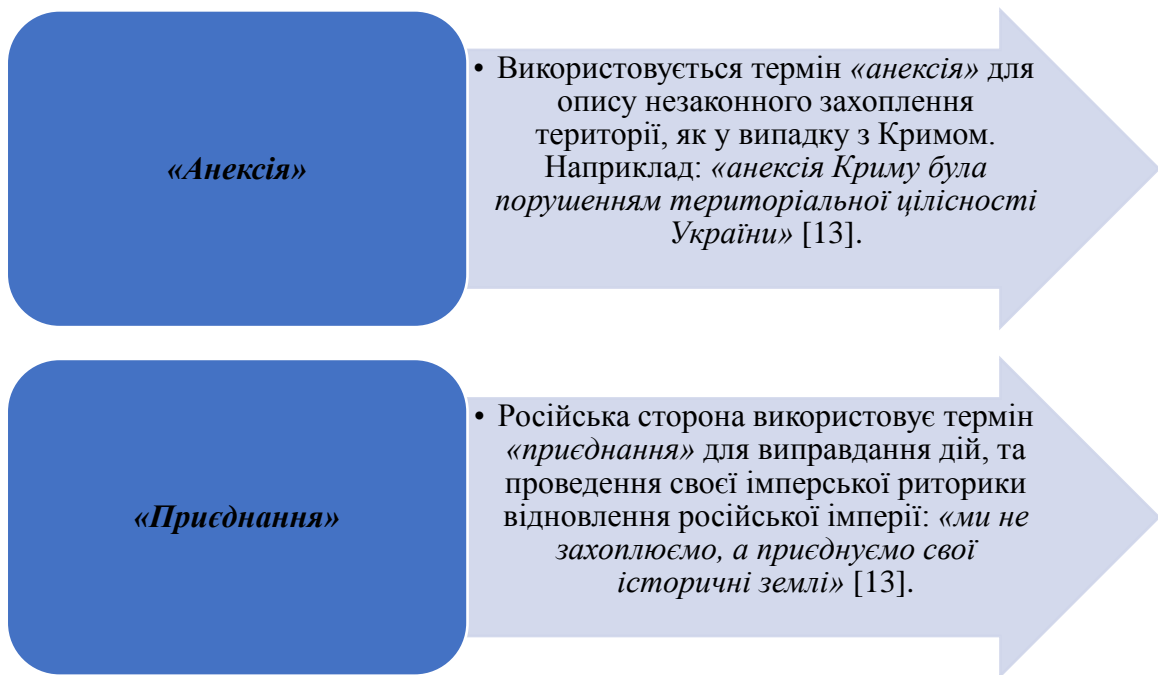 «Анексія»
• Використовується термін «анексія» для
опису незаконного захоплення
території, як у випадку з Кримом.
Наприклад: «анексія Криму була
порушенням територіальної цілісності
України» [13].
«Приєднання»
• Російська сторона використовує термін
«приєднання» для виправдання дій, та
проведення своєї імперської риторики
відновлення російської імперії: «ми не
захоплюємо, а приєднуємо свої
історичні землі» [13].